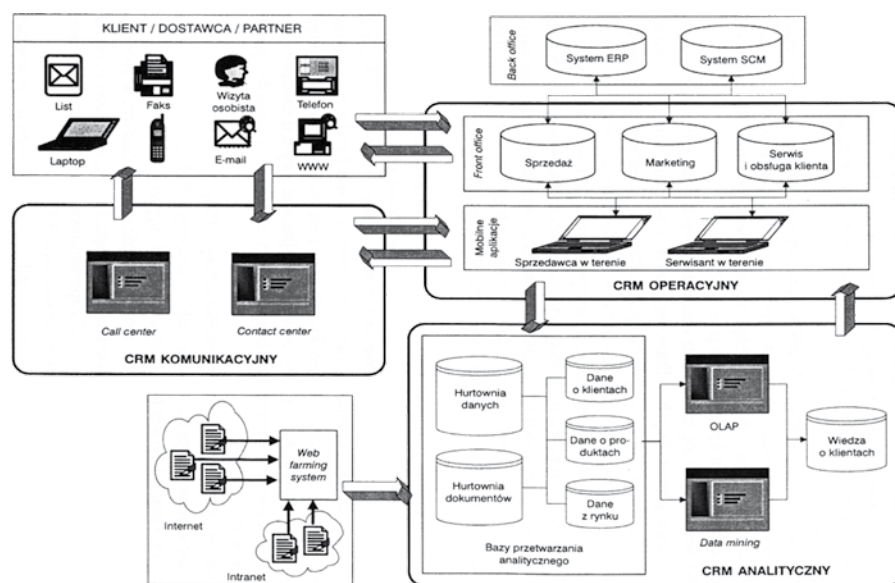 KLIENT / DOSTAWCA / PARTNER
List
Faks
Wizyta
osobista
Telefon
Laptop
E-mail
WWW
Back office
System ERP
System SCM
Front office
Sprzedaż
Marketing
Serwis
i obsługa klienta
Mobilne
aplikacje
Sprzedawca w terenie
Serwisant w terenie
CRM OPERACYJNY
Call center
Contact center
CRM KOMUNIKACYJNY
Web
farming
system
Internet
Intranet
Hurtownia
danych
Hurtownia
dokumentów
Dane
o klientach
Dane o pro-
duktach
Dane
z rynku
Bazy przetwarzania
analitycznego
OLAP
Data mining
Wiedza
o klientach
CRM ANALITYCZNY